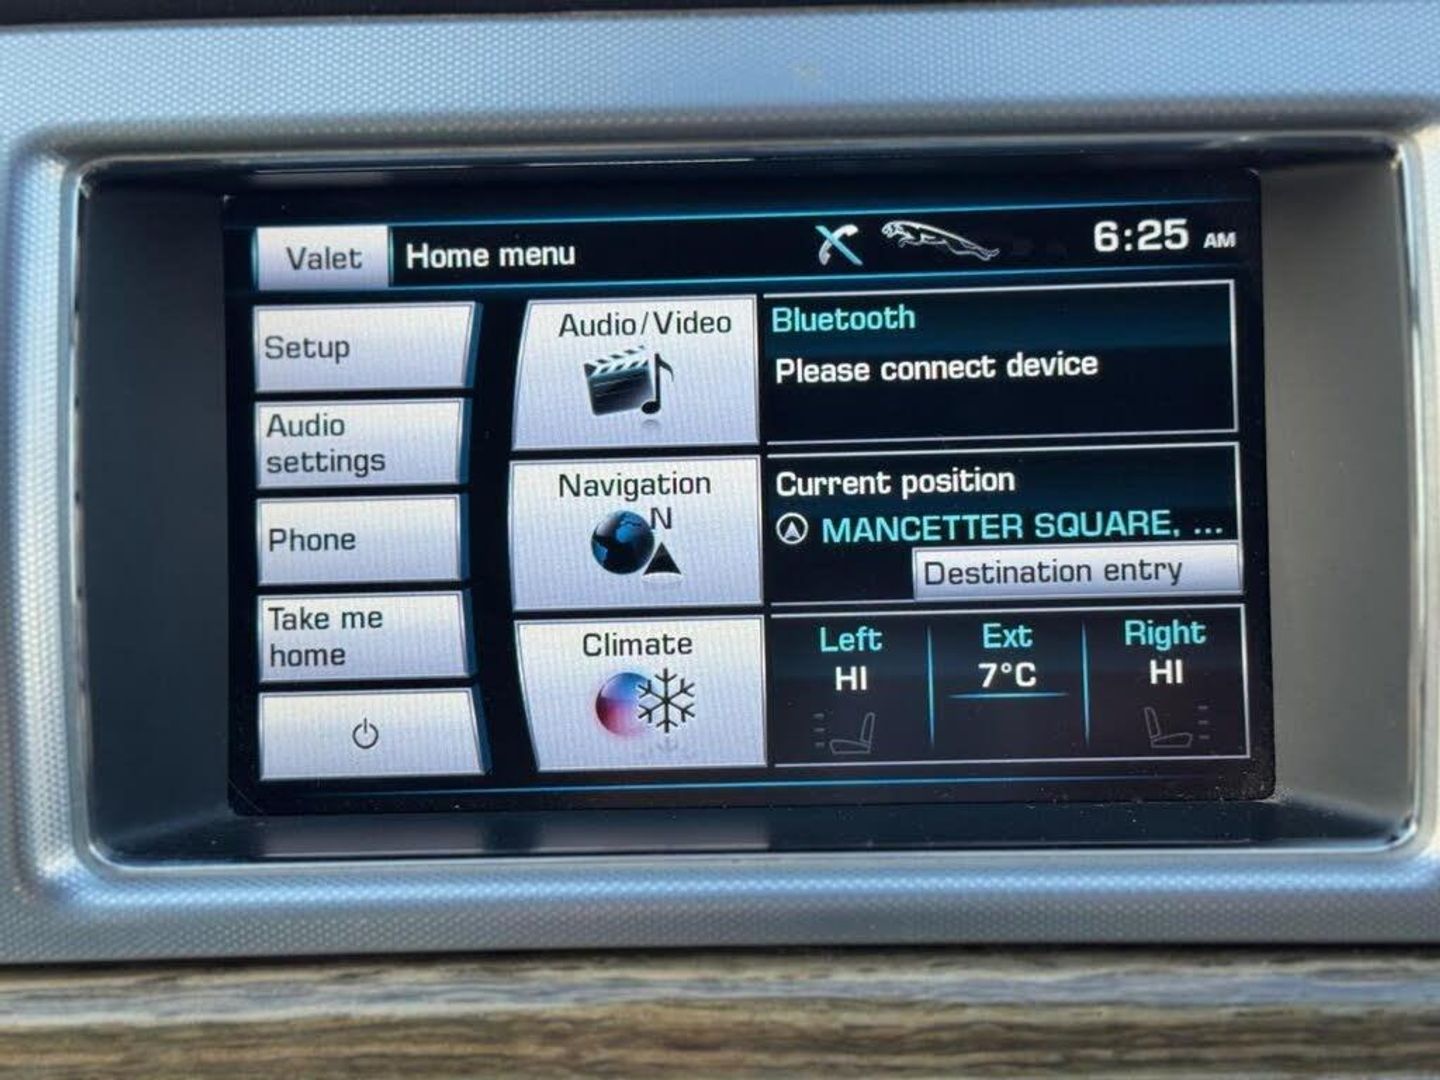 Valet
Home menu
6:25 AM
Setup
Audio
settings
Phone
Take me
home
Audio/Video
Navigation
N
Climate
Bluetooth
Please connect device
Current position
MANCETTER SQUARE, ...
Destination entry
Left
HI
Ext
7°C
Right
HI